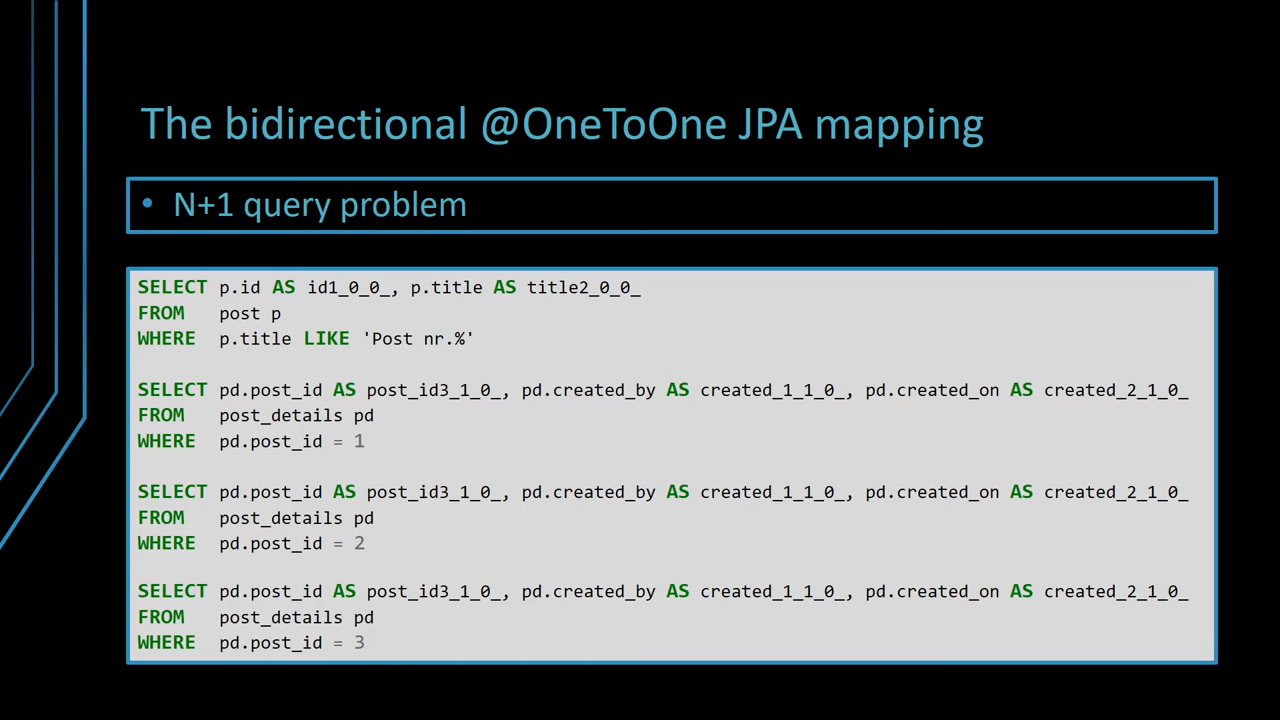 The bidirectional @OneToOne JPA mapping
• N+1 query problem
SELECT p.id AS id1_0_0_, p.title AS title2_0_0_
FROM post p
WHERE p.title LIKE 'Post nr.%'
SELECT pd.post_id AS post_id3_1_0_, pd.created_by AS created_1_1_0_, pd.created_on AS created_2_1_0_
FROM post_details pd
WHERE pd.post_id = 1
SELECT pd.post_id AS post_id3_1_0_, pd.created_by AS created_1_1_0_, pd.created_on AS created_2_1_0_
FROM post_details pd
WHERE pd.post_id = 2
SELECT pd.post_id AS post_id3_1_0_, pd.created_by AS created_1_1_0_, pd.created_on AS created_2_1_0_
FROM post_details pd
WHERE pd.post_id = 3